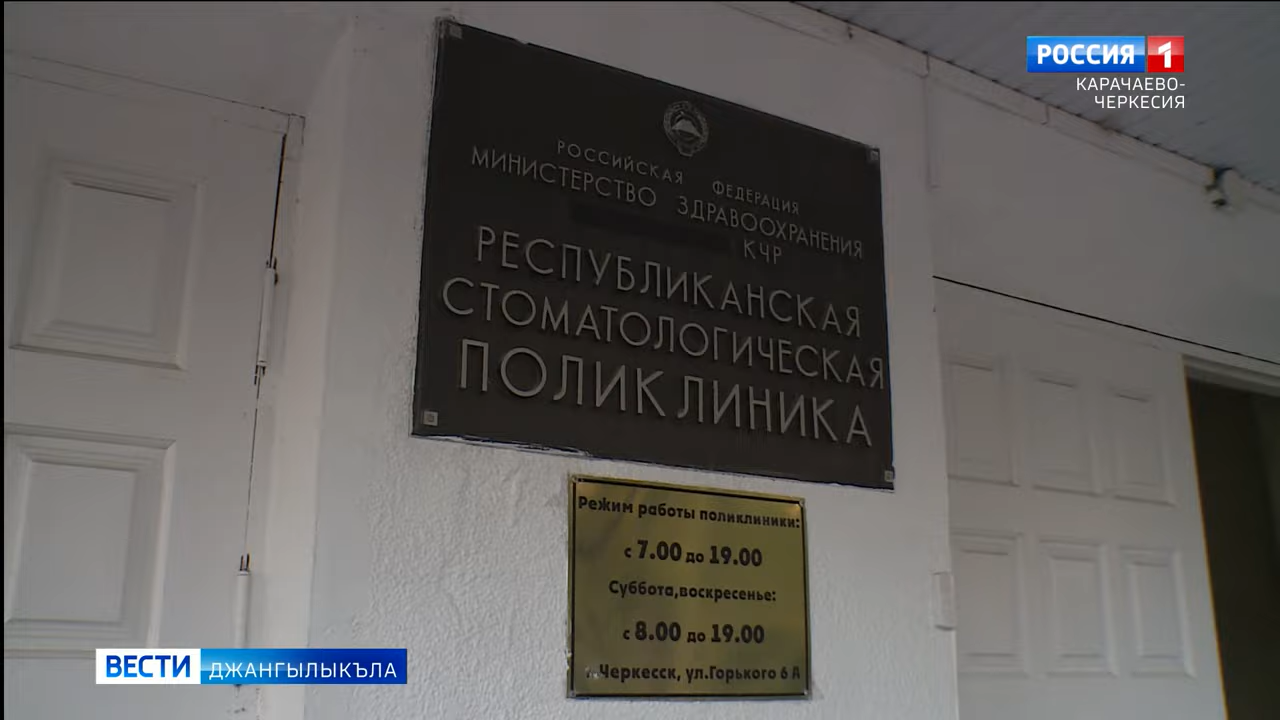 РОССИЯ 1
КАРАЧАЕВО-
ЧЕРКЕСИЯ
РОССИЙСКАЯ ФЕДЕРАЦИЯ
МИНИСТЕРСТВО ЗДРАВООХРАНЕНИЯ
КЧР
РЕСПУБЛИКАНСКАЯ
СТОМАТОЛОГИЧЕСКАЯ
ПОЛИКЛИНИКА
Режим работы поликлиники:
с 7.00 до 19.00
Суббота,воскресенье:
с 8.00 до 19.00
г.Черкесск, ул.Горького 6 А
ВЕСТИ ДЖАНГЫЛЫКЪЛА